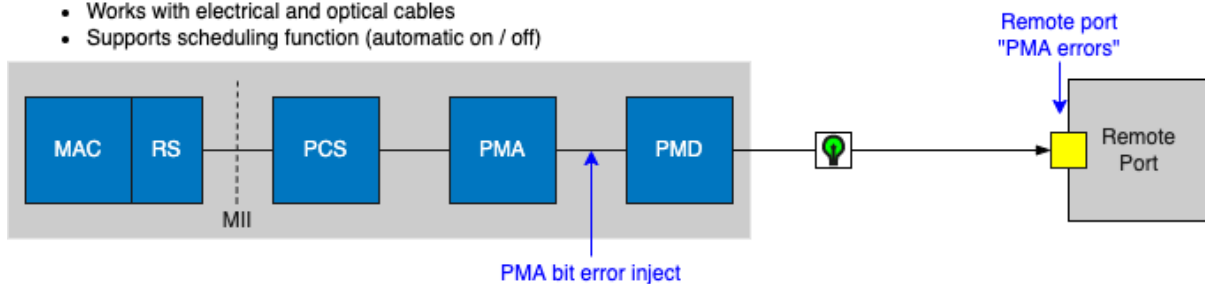 • Works with electrical and optical cables
• Supports scheduling function (automatic on / off)
Remote port
"PMA errors"
MAC
RS
PCS
PMA
PMD
Remote
Port
MII
PMA bit error inject